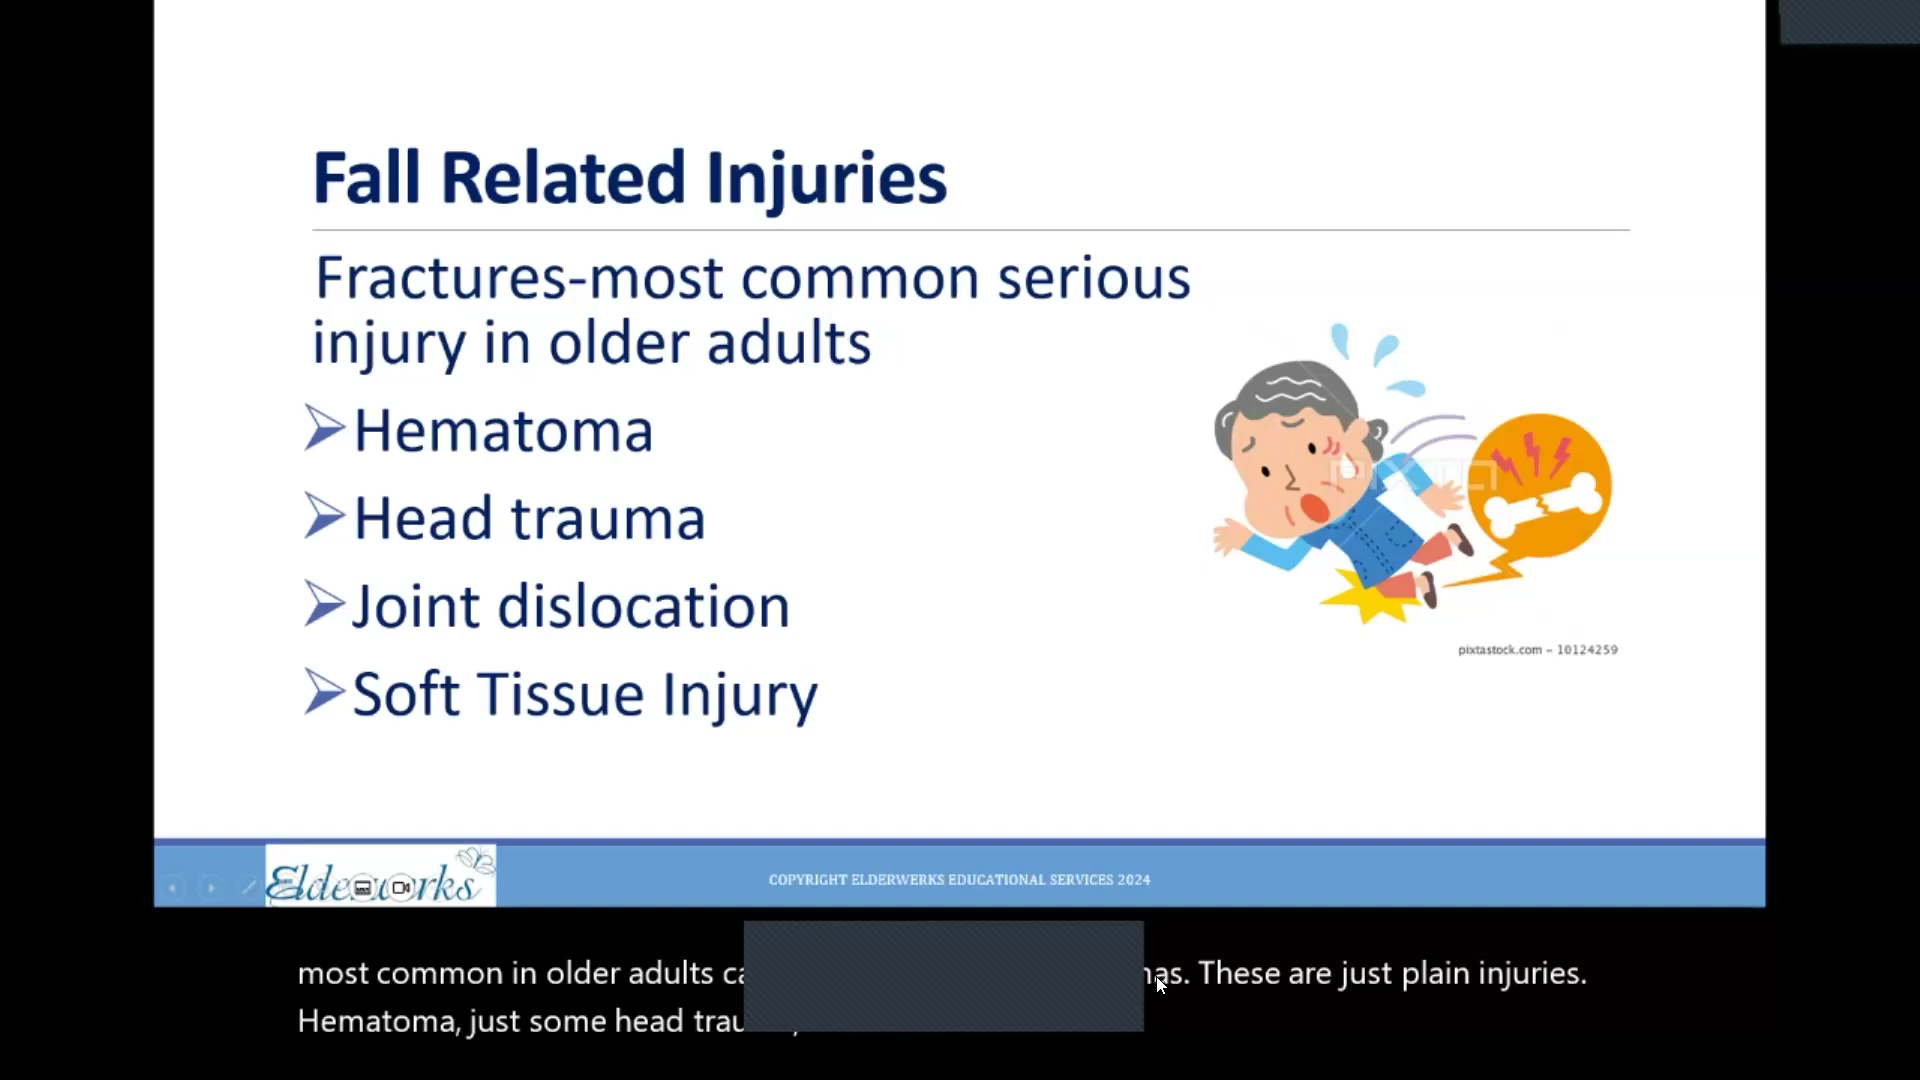 Fall Related Injuries
Fractures-most common serious
injury in older adults
Hematoma
Head trauma
Joint dislocation
Soft Tissue Injury
PIXTA
pixtastock.com - 10124259
Elderwerks
COPYRIGHT ELDERWERKS EDUCATIONAL SERVICES 2024
most common in older adults These are just plain injuries.
Hematoma, just some head